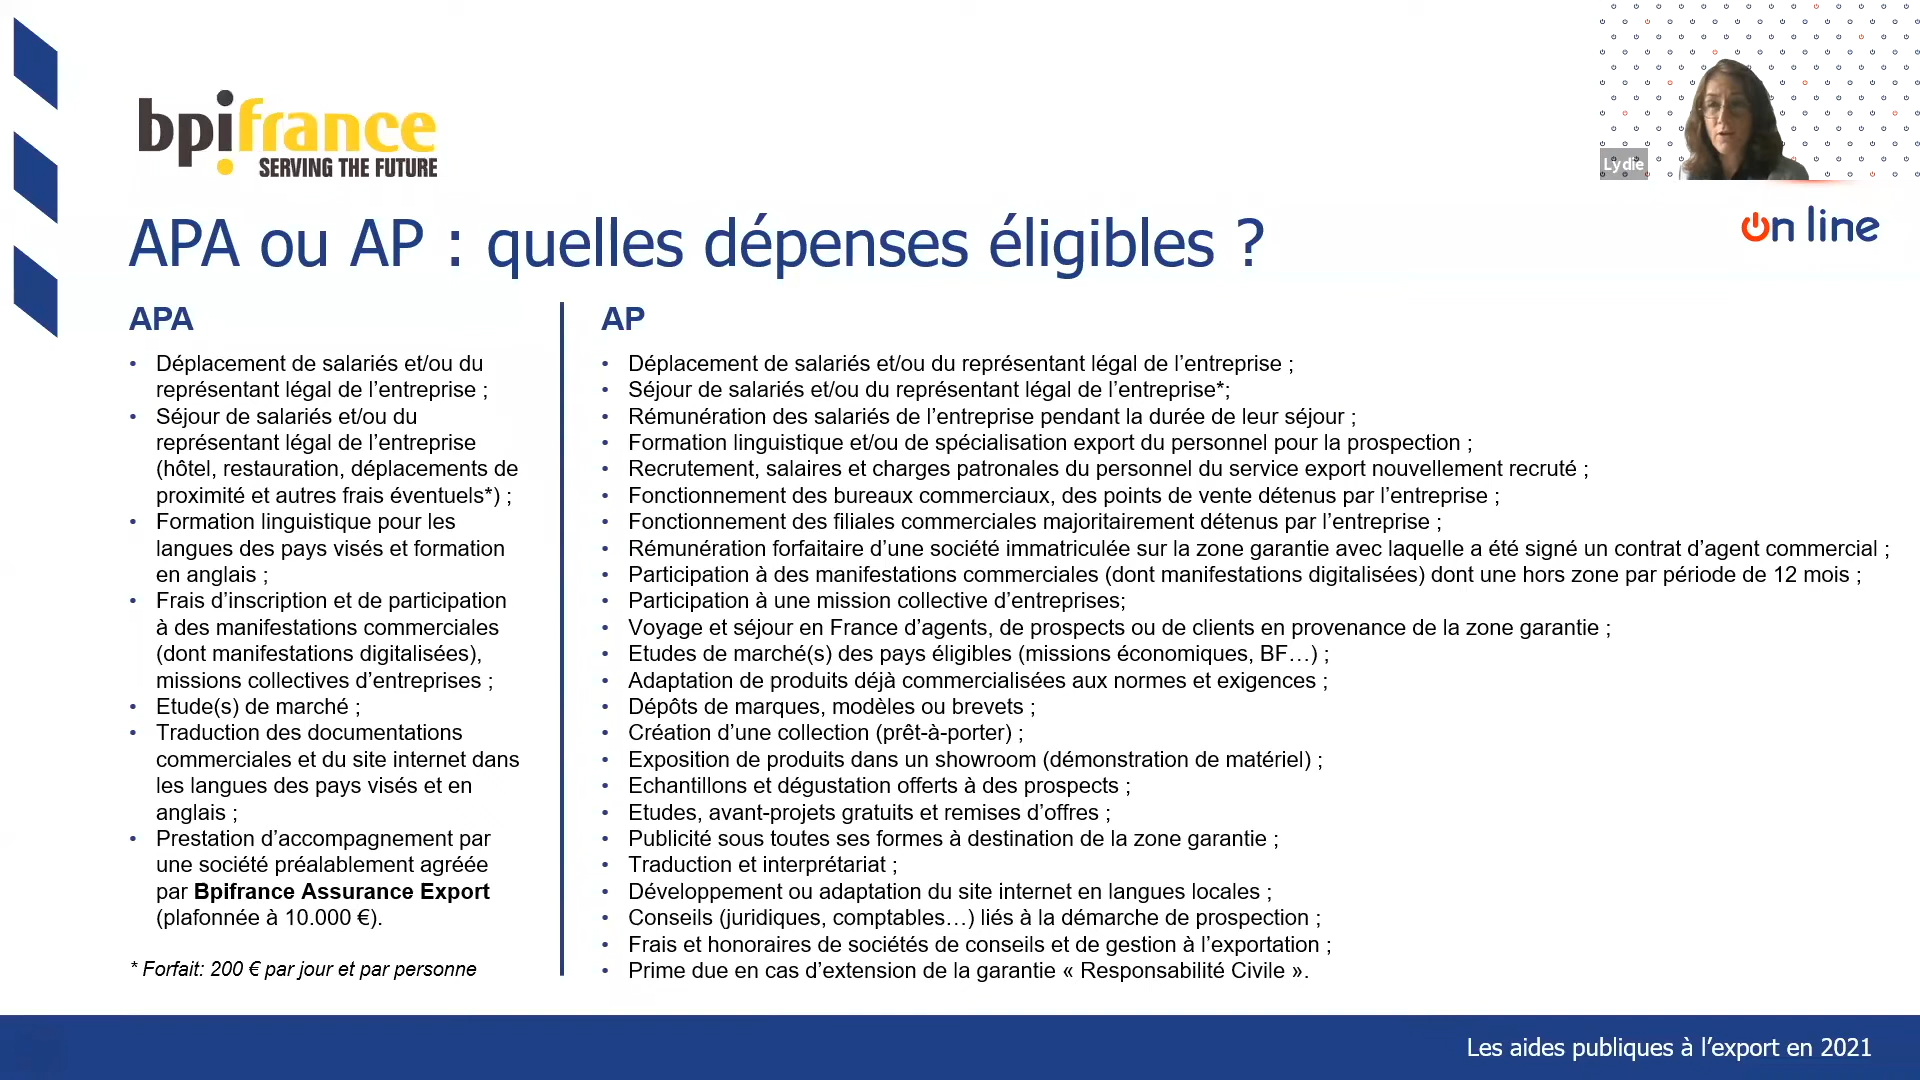 bpifrance
SERVING THE FUTURE
Lydie
on line
APA ou AP : quelles dépenses éligibles ?
APA
• Déplacement de salariés et/ou du
représentant légal de l’entreprise ;
• Séjour de salariés et/ou du
représentant légal de l’entreprise
(hôtel, restauration, déplacements de
proximité et autres frais éventuels*) ;
• Formation linguistique pour les
langues des pays visés et formation
en anglais ;
• Frais d’inscription et de participation
à des manifestations commerciales
(dont manifestations digitalisées),
missions collectives d’entreprises ;
• Etude(s) de marché ;
• Traduction des documentations
commerciales et du site internet dans
les langues des pays visés et en
anglais ;
• Prestation d’accompagnement par
une société préalablement agréée
par Bpifrance Assurance Export
(plafonnée à 10.000 €).
* Forfait: 200 € par jour et par personne
AP
• Déplacement de salariés et/ou du représentant légal de l’entreprise ;
• Séjour de salariés et/ou du représentant légal de l’entreprise*;
• Rémunération des salariés de l’entreprise pendant la durée de leur séjour ;
• Formation linguistique et/ou de spécialisation export du personnel pour la prospection ;
• Recrutement, salaires et charges patronales du personnel du service export nouvellement recruté ;
• Fonctionnement des bureaux commerciaux, des points de vente détenus par l’entreprise ;
• Fonctionnement des filiales commerciales majoritairement détenus par l’entreprise ;
• Rémunération forfaitaire d’une société immatriculée sur la zone garantie avec laquelle a été signé un contrat d’agent commercial ;
• Participation à des manifestations commerciales (dont manifestations digitalisées) dont une hors zone par période de 12 mois ;
• Participation à une mission collective d’entreprises;
• Voyage et séjour en France d’agents, de prospects ou de clients en provenance de la zone garantie ;
• Etudes de marché(s) des pays éligibles (missions économiques, BF…) ;
• Adaptation de produits déjà commercialisées aux normes et exigences ;
• Dépôts de marques, modèles ou brevets ;
• Création d’une collection (prêt-à-porter) ;
• Exposition de produits dans un showroom (démonstration de matériel) ;
• Echantillons et dégustation offerts à des prospects ;
• Etudes, avant-projets gratuits et remises d’offres ;
• Publicité sous toutes ses formes à destination de la zone garantie ;
• Traduction et interprétariat ;
• Développement ou adaptation du site internet en langues locales ;
• Conseils (juridiques, comptables…) liés à la démarche de prospection ;
• Frais et honoraires de sociétés de conseils et de gestion à l’exportation ;
• Prime due en cas d’extension de la garantie « Responsabilité Civile ».
Les aides publiques à l’export en 2021